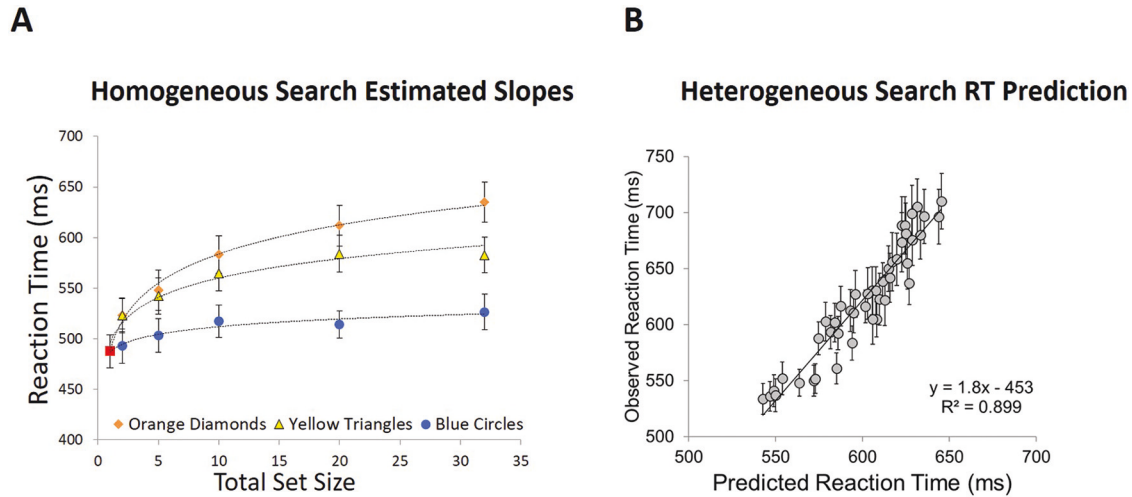 A
Homogeneous Search Estimated Slopes
Reaction Time (ms)
700
650
600
550
500
450
400
0 5 10 15 20 25 30 35
Orange Diamonds Yellow Triangles Blue Circles
Total Set Size
B
Heterogeneous Search RT Prediction
Observed Reaction Time (ms)
750
700
650
600
550
500
y = 1.8x - 453
R² = 0.899
500 550 600 650 700
Predicted Reaction Time (ms)